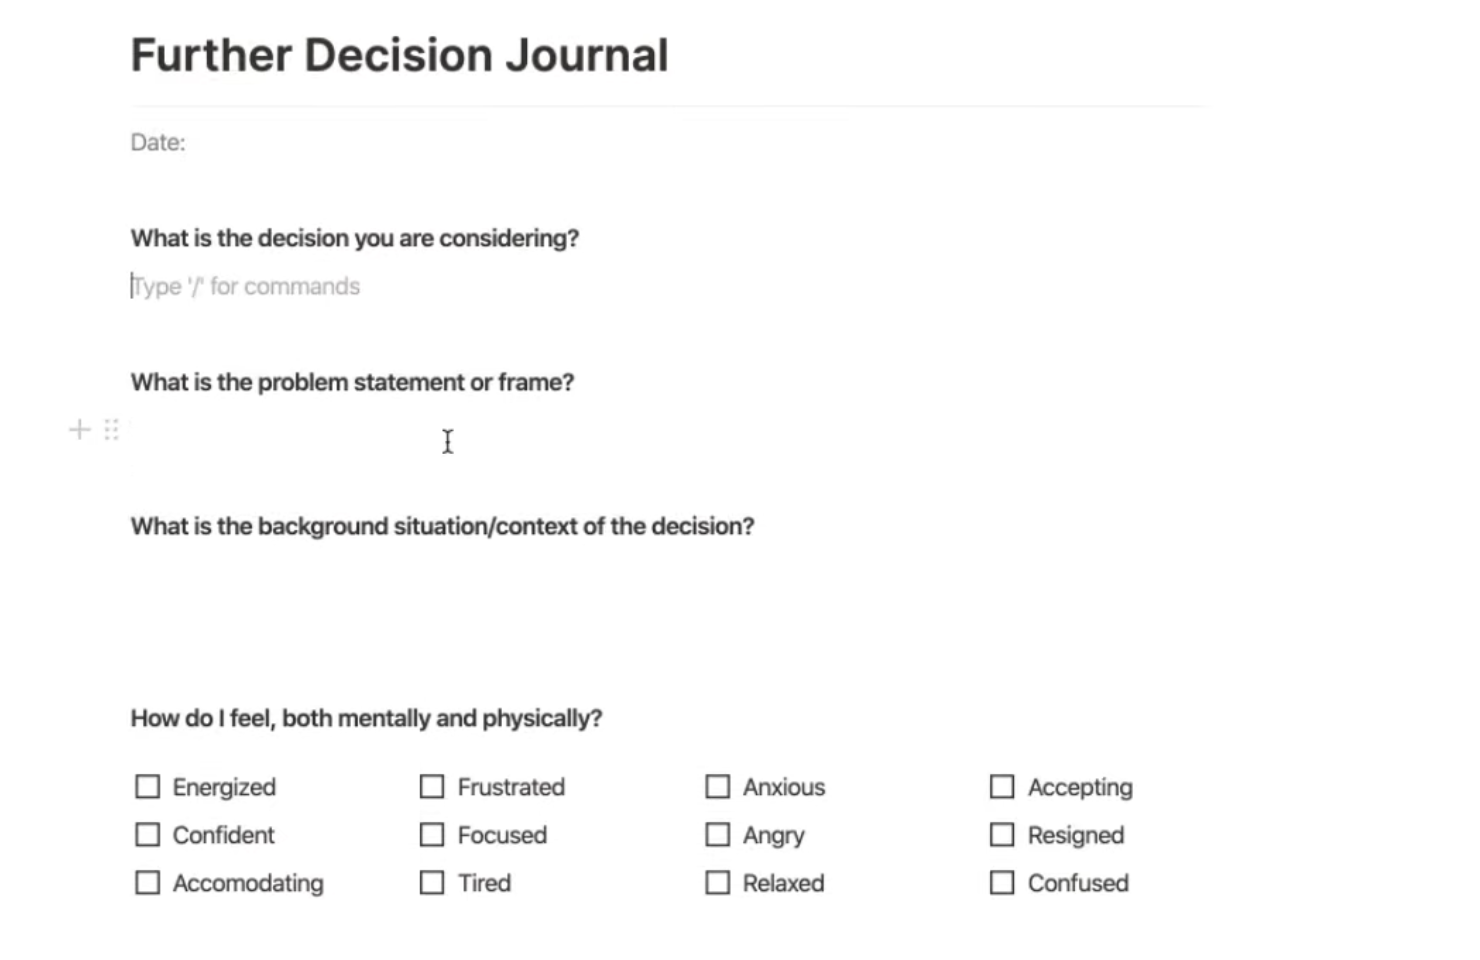 Further Decision Journal
Date:
What is the decision you are considering?
Type '/' for commands
What is the problem statement or frame?
What is the background situation/context of the decision?
How do I feel, both mentally and physically?
Energized Frustrated Anxious Accepting
Confident Focused Angry Resigned
Accomodating Tired Relaxed Confused